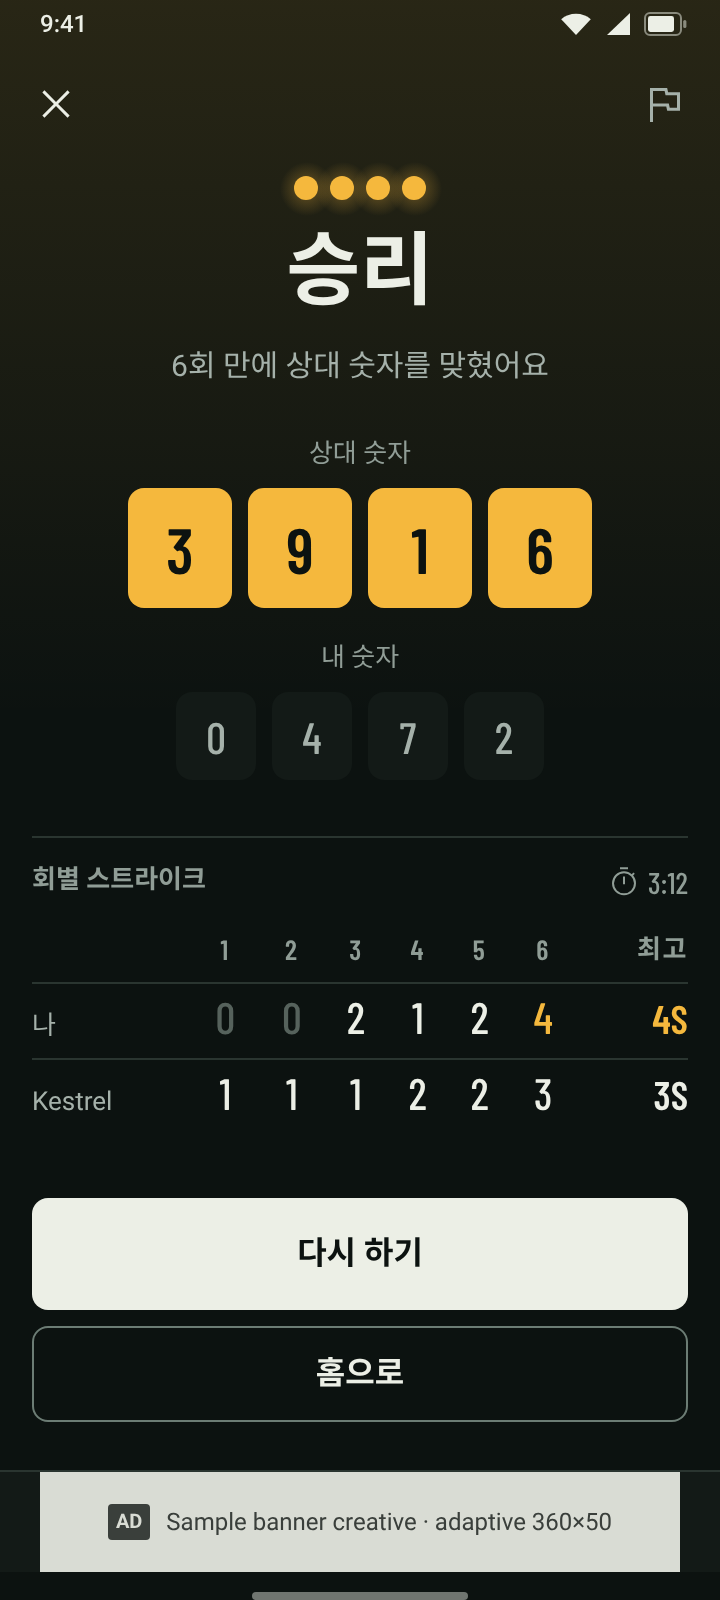 9:41
승리
6회 만에 상대 숫자를 맞혔어요
상대 숫자
3 9 1 6
내 숫자
0 4 7 2
회별 스트라이크 3:12
1 2 3 4 5 6 최고
나 0 0 2 1 2 4 4S
Kestrel 1 1 1 2 2 3 3S
다시 하기
홈으로
AD Sample banner creative · adaptive 360×50